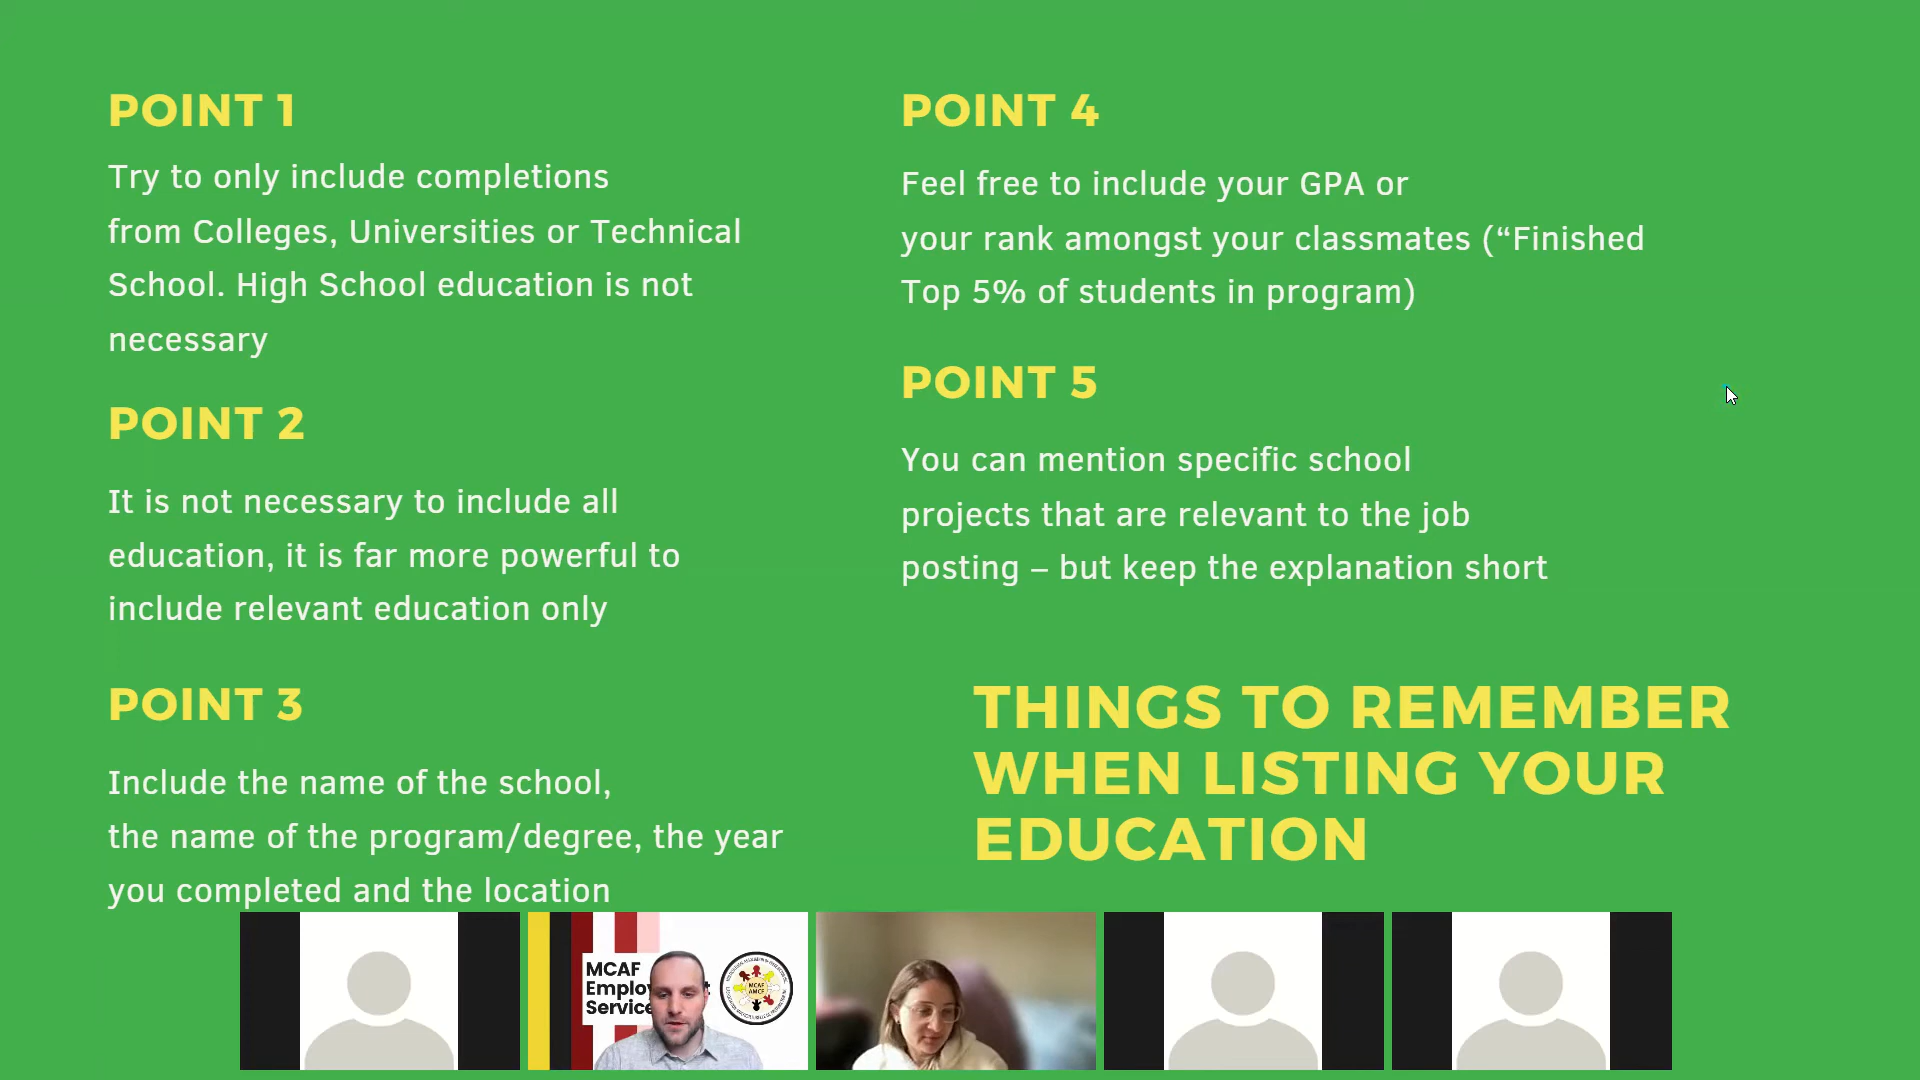 POINT 1
Try to only include completions
from Colleges, Universities or Technical
School. High School education is not
necessary
POINT 2
It is not necessary to include all
education, it is far more powerful to
include relevant education only
POINT 3
Include the name of the school,
the name of the program/degree, the year
you completed and the location
POINT 4
Feel free to include your GPA or
your rank amongst your classmates (“Finished
Top 5% of students in program)
POINT 5
You can mention specific school
projects that are relevant to the job
posting – but keep the explanation short
THINGS TO REMEMBER
WHEN LISTING YOUR
EDUCATION
MCAF
MCAF
AMCF